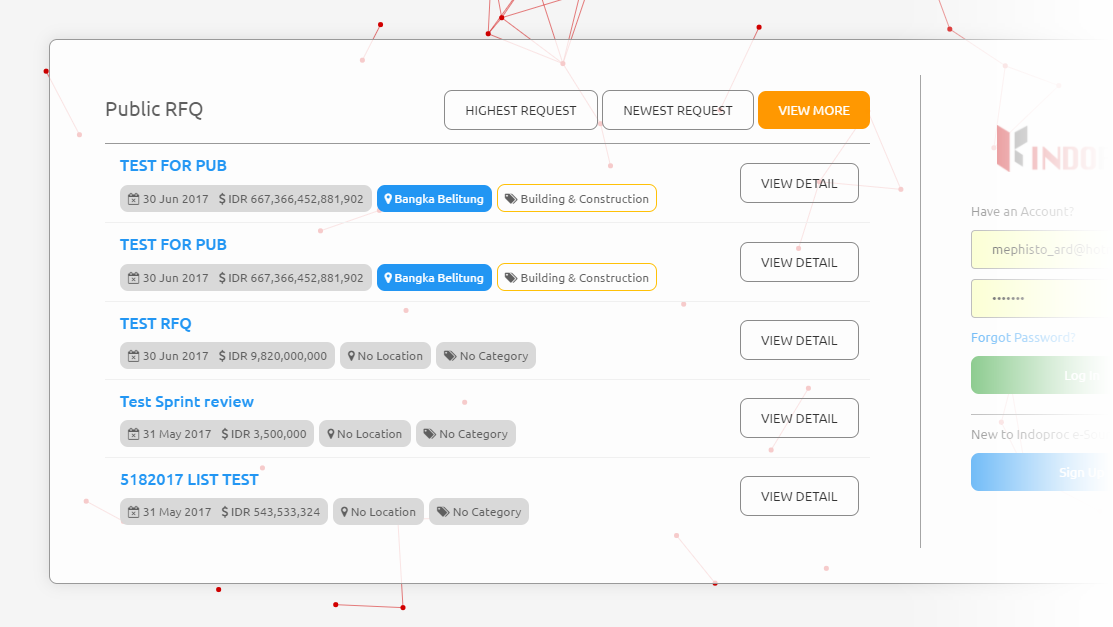 Public RFQ
HIGHEST REQUEST
NEWEST REQUEST
VIEW MORE
TEST FOR PUB
30 Jun 2017 $ IDR 667,366,452,881,902 Bangka Belitung Building & Construction
VIEW DETAIL
TEST FOR PUB
30 Jun 2017 $ IDR 667,366,452,881,902 Bangka Belitung Building & Construction
VIEW DETAIL
TEST RFQ
30 Jun 2017 $ IDR 9,820,000,000 No Location No Category
VIEW DETAIL
Test Sprint review
31 May 2017 $ IDR 3,500,000 No Location No Category
VIEW DETAIL
5182017 LIST TEST
31 May 2017 $ IDR 543,533,324 No Location No Category
VIEW DETAIL
INDO
Have an Account?
mephisto_ard@ho
•••••••
Forgot Password?
Log In
New to Indoproc e-S
Sign Up